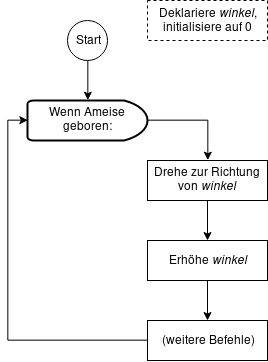 Start
Deklariere winkel,
initialisiere auf 0
Wenn Ameise
geboren:
Drehe zur Richtung
von winkel
Erhöhe winkel
(weitere Befehle)